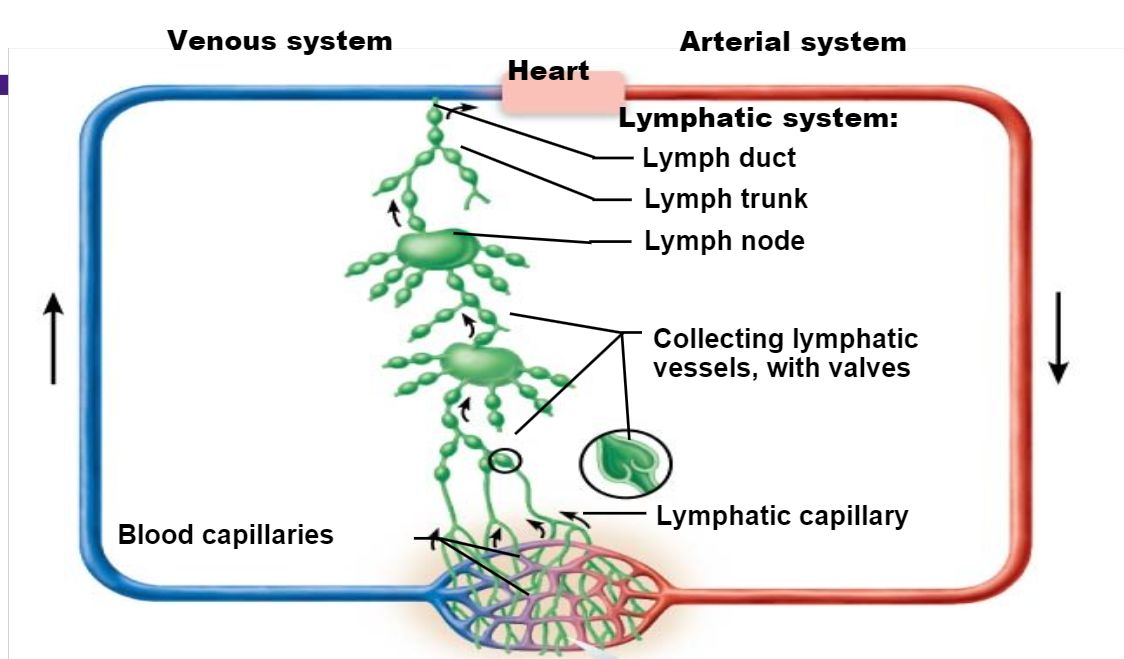 Venous system
Arterial system
Heart
Lymphatic system:
Lymph duct
Lymph trunk
Lymph node
Collecting lymphatic
vessels, with valves
Lymphatic capillary
Blood capillaries